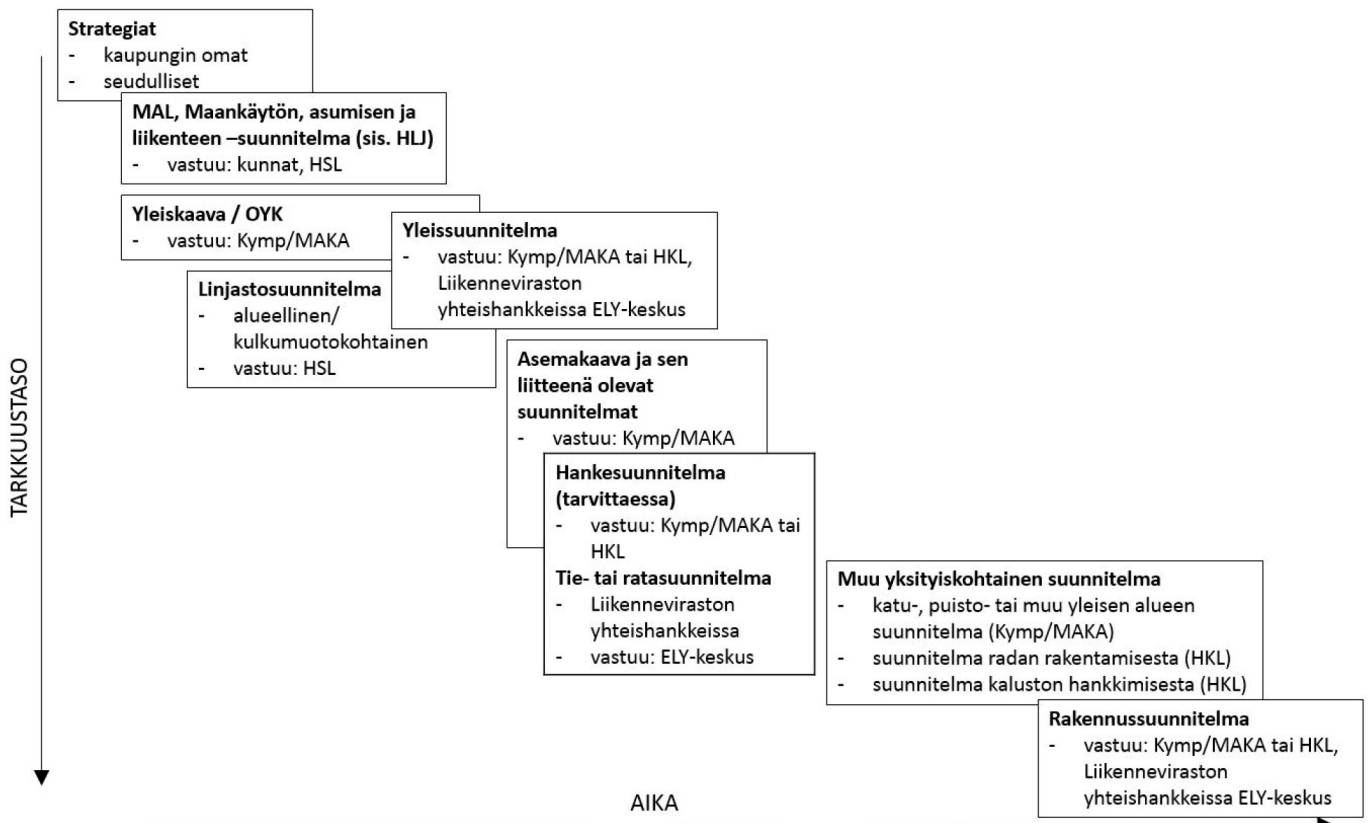 Strategiat
- kaupungin omat
- seudulliset
MAL, Maankäytön, asumisen ja
liikenteen –suunnitelma (sis. HLJ)
- vastuu: kunnat, HSL
Yleiskaava / OYK
- vastuu: Kymp/MAKA
Yleissuunnitelma
- vastuu: Kymp/MAKA tai HKL,
Liikenneviraston
yhteishankkeissa ELY-keskus
Linjastosuunnitelma
- alueellinen/
kulkumuotokohtainen
- vastuu: HSL
Asemakaava ja sen
liitteenä olevat
suunnitelmat
- vastuu: Kymp/MAKA
Hankesuunnitelma
(tarvittaessa)
- vastuu: Kymp/MAKA tai
HKL
Tie- tai ratasuunnitelma
- Liikenneviraston
yhteishankkeissa
- vastuu: ELY-keskus
Muu yksityiskohtainen suunnitelma
- katu-, puisto- tai muu yleisen alueen
suunnitelma (Kymp/MAKA)
- suunnitelma radan rakentamisesta (HKL)
- suunnitelma kaluston hankkimisesta (HKL)
Rakennussuunnitelma
- vastuu: Kymp/MAKA tai HKL,
Liikenneviraston
yhteishankkeissa ELY-keskus
TARKKUUSTASO
AIKA